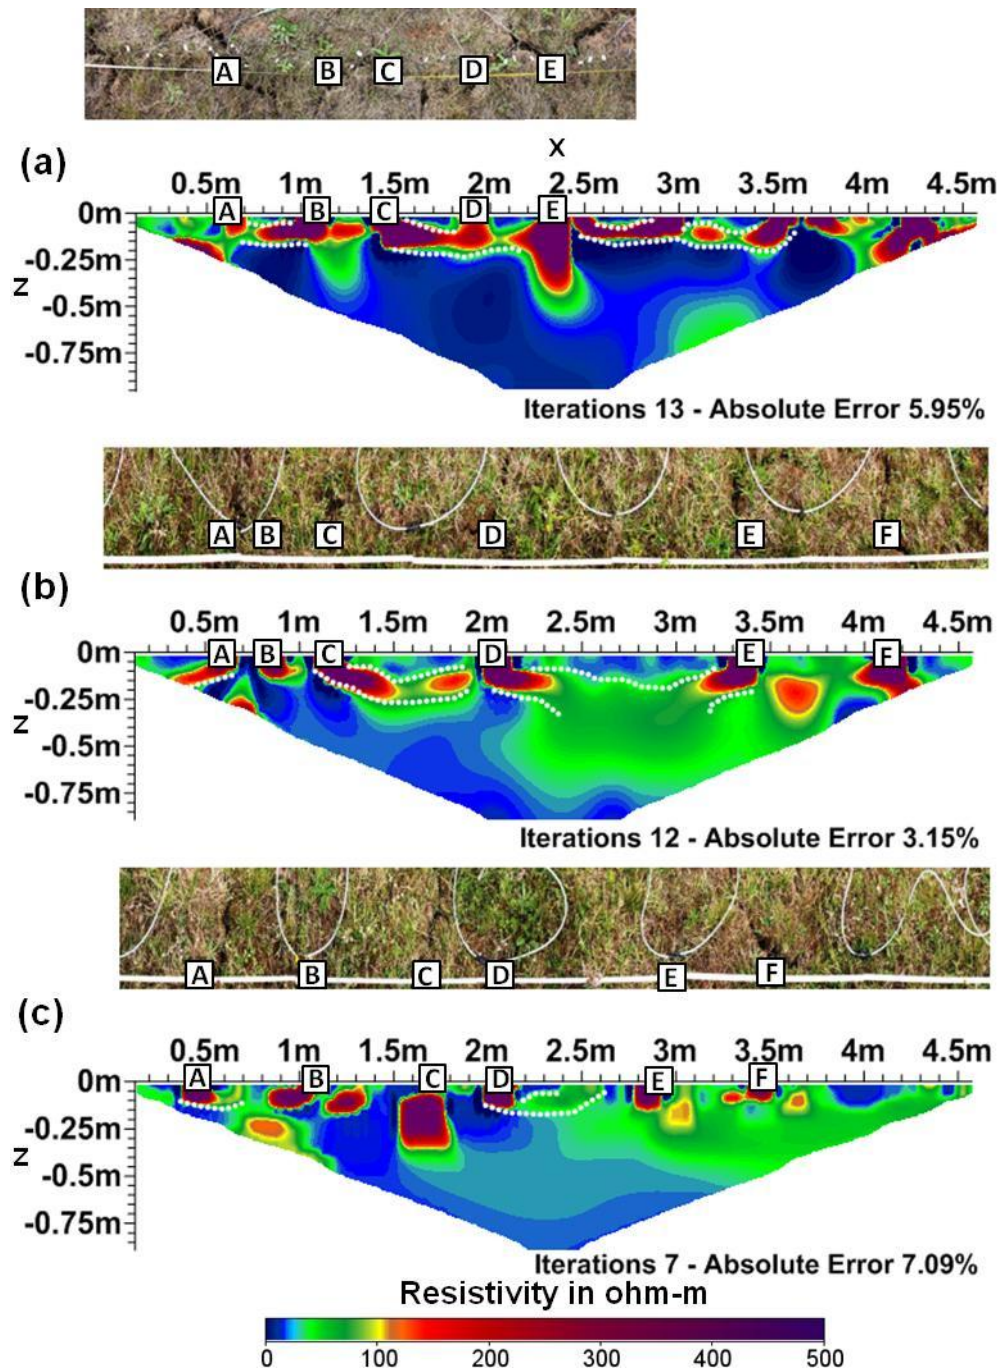 A B C D E
X
(a)
0.5m 1m 1.5m 2m 2.5m 3m 3.5m 4m 4.5m
A B C D E
0m
-0.25m
Z
-0.5m
-0.75m
Iterations 13 - Absolute Error 5.95%
A B C D E F
(b)
0.5m 1m 1.5m 2m 2.5m 3m 3.5m 4m 4.5m
A B C D E F
0m
-0.25m
Z
-0.5m
-0.75m
Iterations 12 - Absolute Error 3.15%
A B C D E F
(c)
0.5m 1m 1.5m 2m 2.5m 3m 3.5m 4m 4.5m
A B C D E F
0m
-0.25m
Z
-0.5m
-0.75m
Iterations 7 - Absolute Error 7.09%
Resistivity in ohm-m
0 100 200 300 400 500